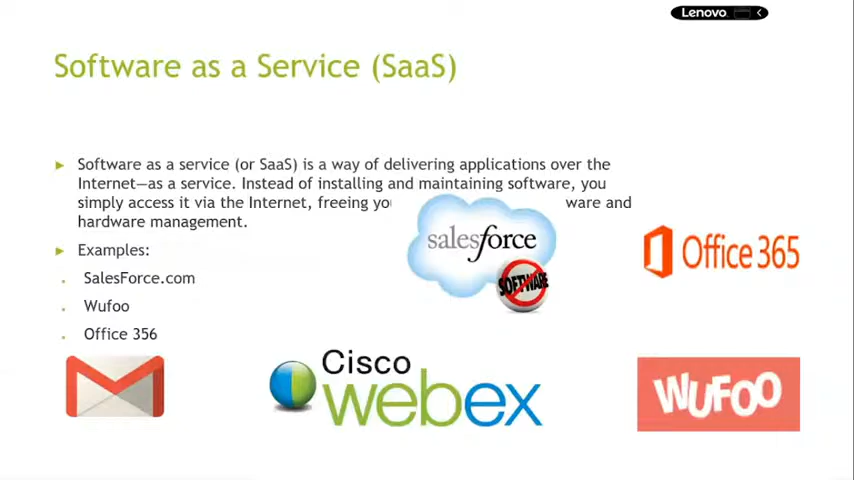 Lenovo
Software as a Service (SaaS)
Software as a service (or SaaS) is a way of delivering applications over the
Internet—as a service. Instead of installing and maintaining software, you
simply access it via the Internet, freeing you ware and
hardware management.
Examples:
SalesForce.com
Wufoo
Office 356
salesforce
SOFTWARE
Office 365
Cisco
webex
WUFOO